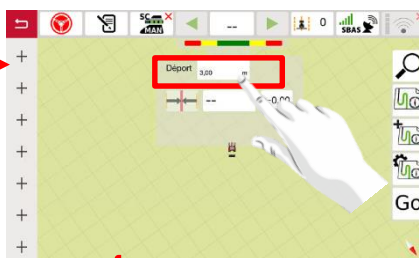 SC
MAN
--
0
SBAS
Déport 3,00 m
-- -0,00
Go